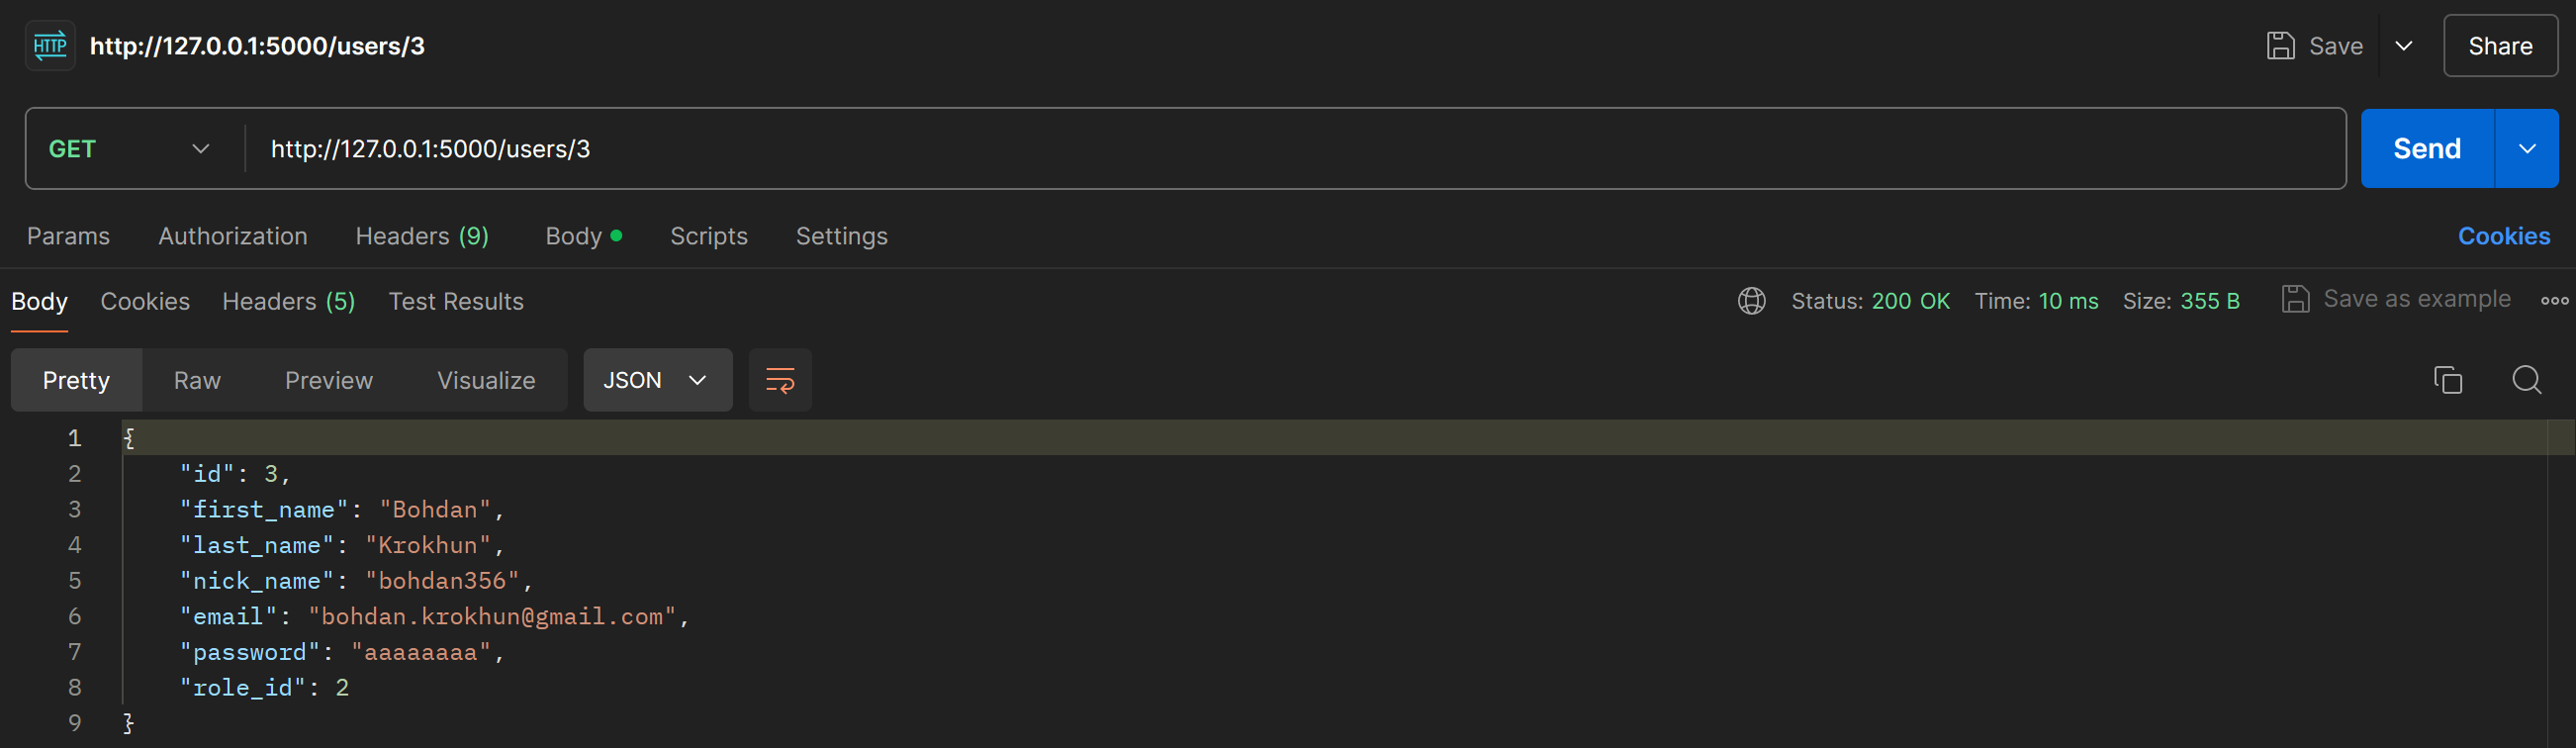 HTTP http://127.0.0.1:5000/users/3 Save Share
GET http://127.0.0.1:5000/users/3 Send
Params Authorization Headers (9) Body Scripts Settings Cookies
Body Cookies Headers (5) Test Results Status: 200 OK Time: 10 ms Size: 355 B Save as example
Pretty Raw Preview Visualize JSON
1 {
2 "id": 3,
3 "first_name": "Bohdan",
4 "last_name": "Krokhun",
5 "nick_name": "bohdan356",
6 "email": "bohdan.krokhun@gmail.com",
7 "password": "aaaaaaaa",
8 "role_id": 2
9 }